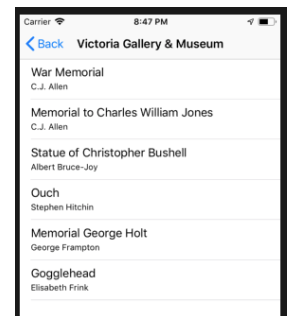 Carrier 8:47 PM
Back Victoria Gallery & Museum
War Memorial
C.J. Allen
Memorial to Charles William Jones
C.J. Allen
Statue of Christopher Bushell
Albert Bruce-Joy
Ouch
Stephen Hitchin
Memorial George Holt
George Frampton
Gogglehead
Elisabeth Frink